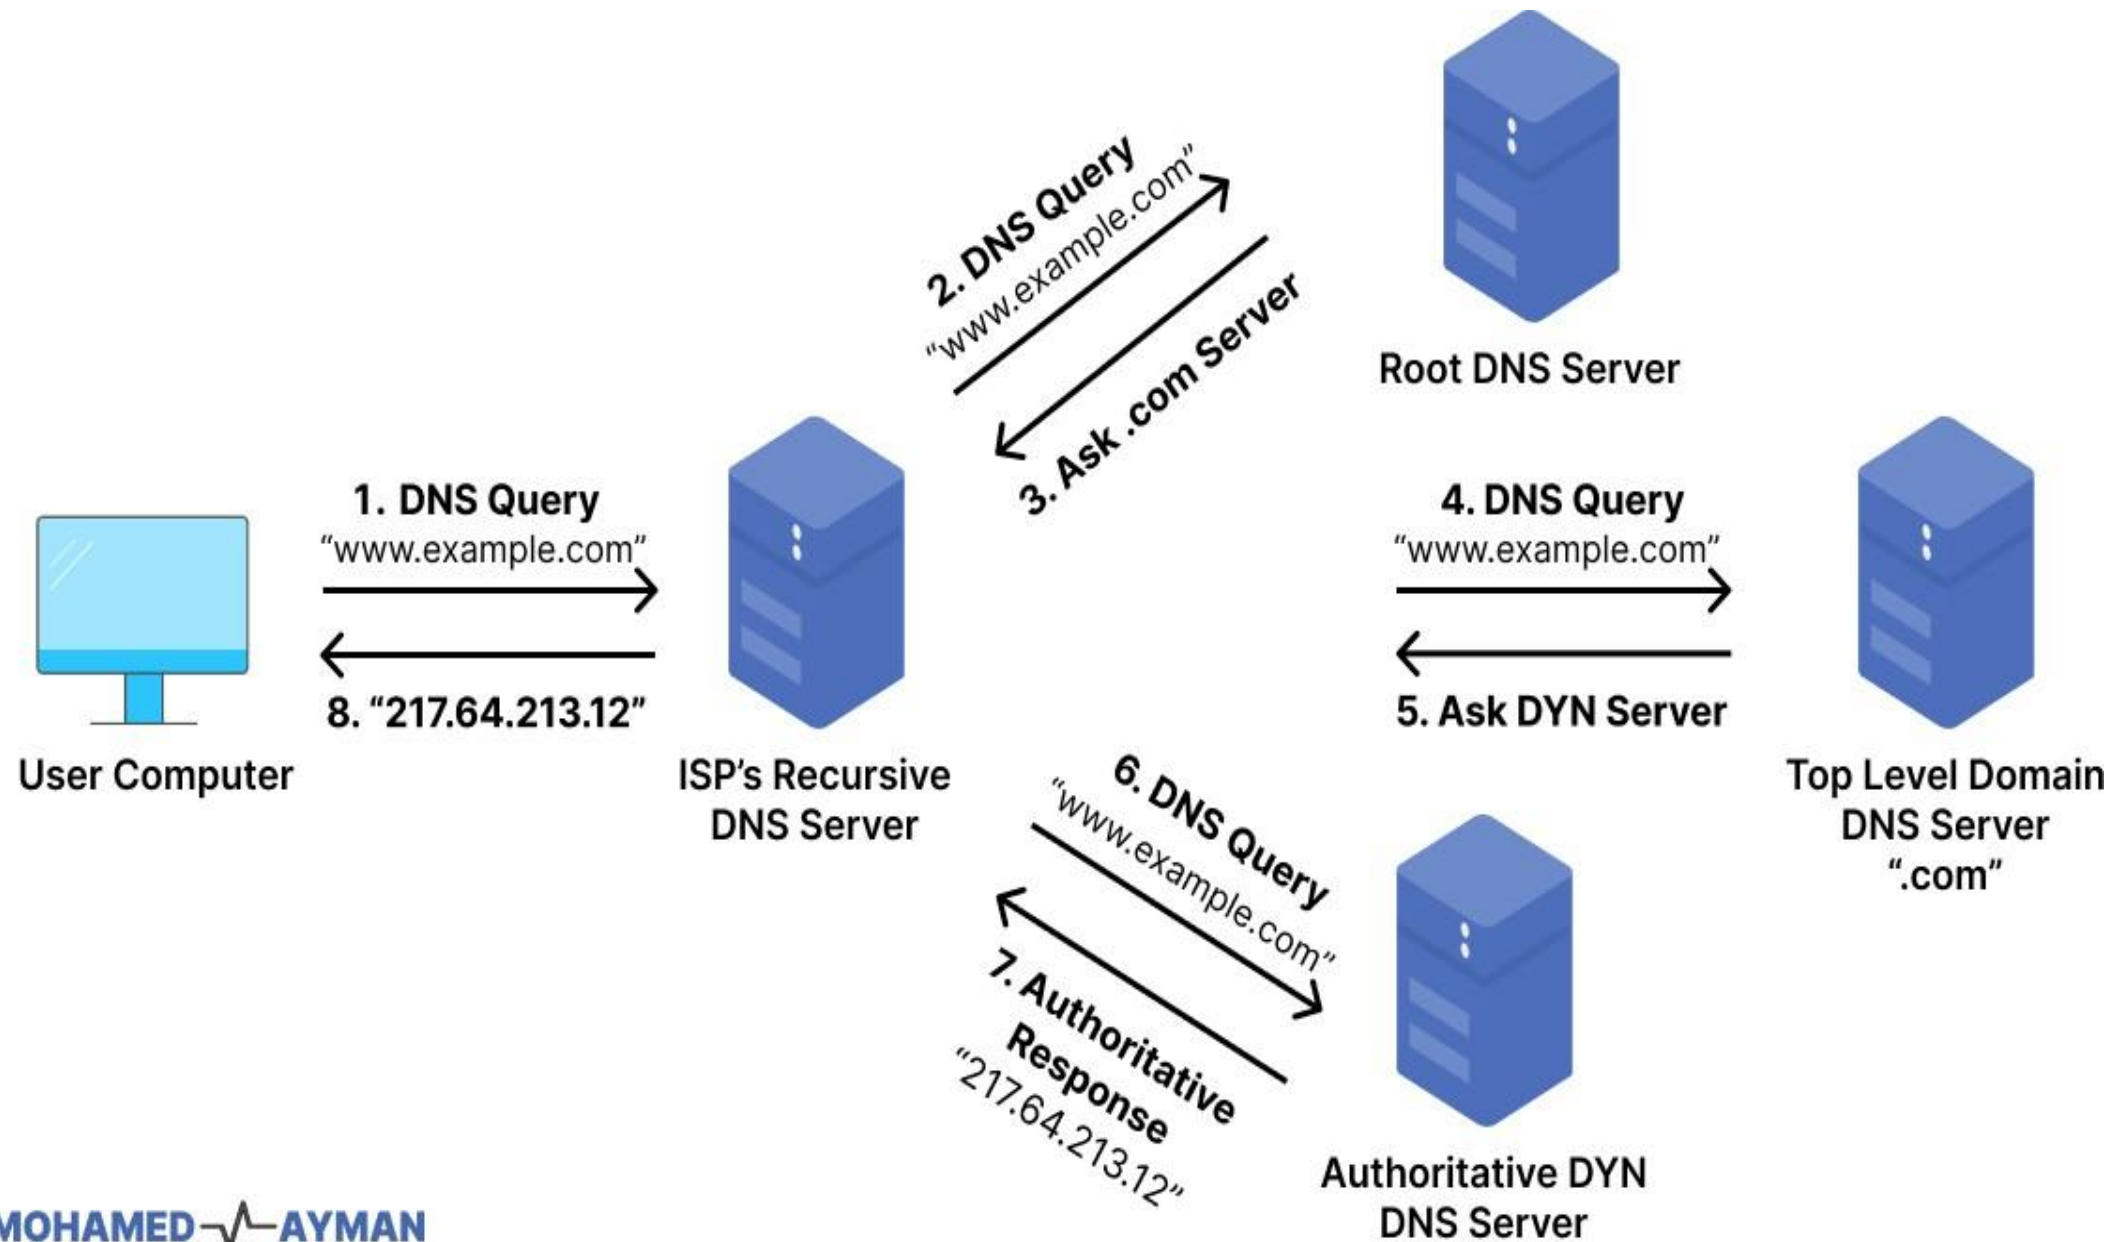 2. DNS Query
“www.example.com”
3. Ask .com Server
Root DNS Server
1. DNS Query
“www.example.com”
8. “217.64.213.12”
User Computer
ISP’s Recursive
DNS Server
4. DNS Query
“www.example.com”
5. Ask DYN Server
Top Level Domain
DNS Server
“.com”
6. DNS Query
“www.example.com”
7. Authoritative
Response
“217.64.213.12”
Authoritative DYN
DNS Server
MOHAMED AYMAN